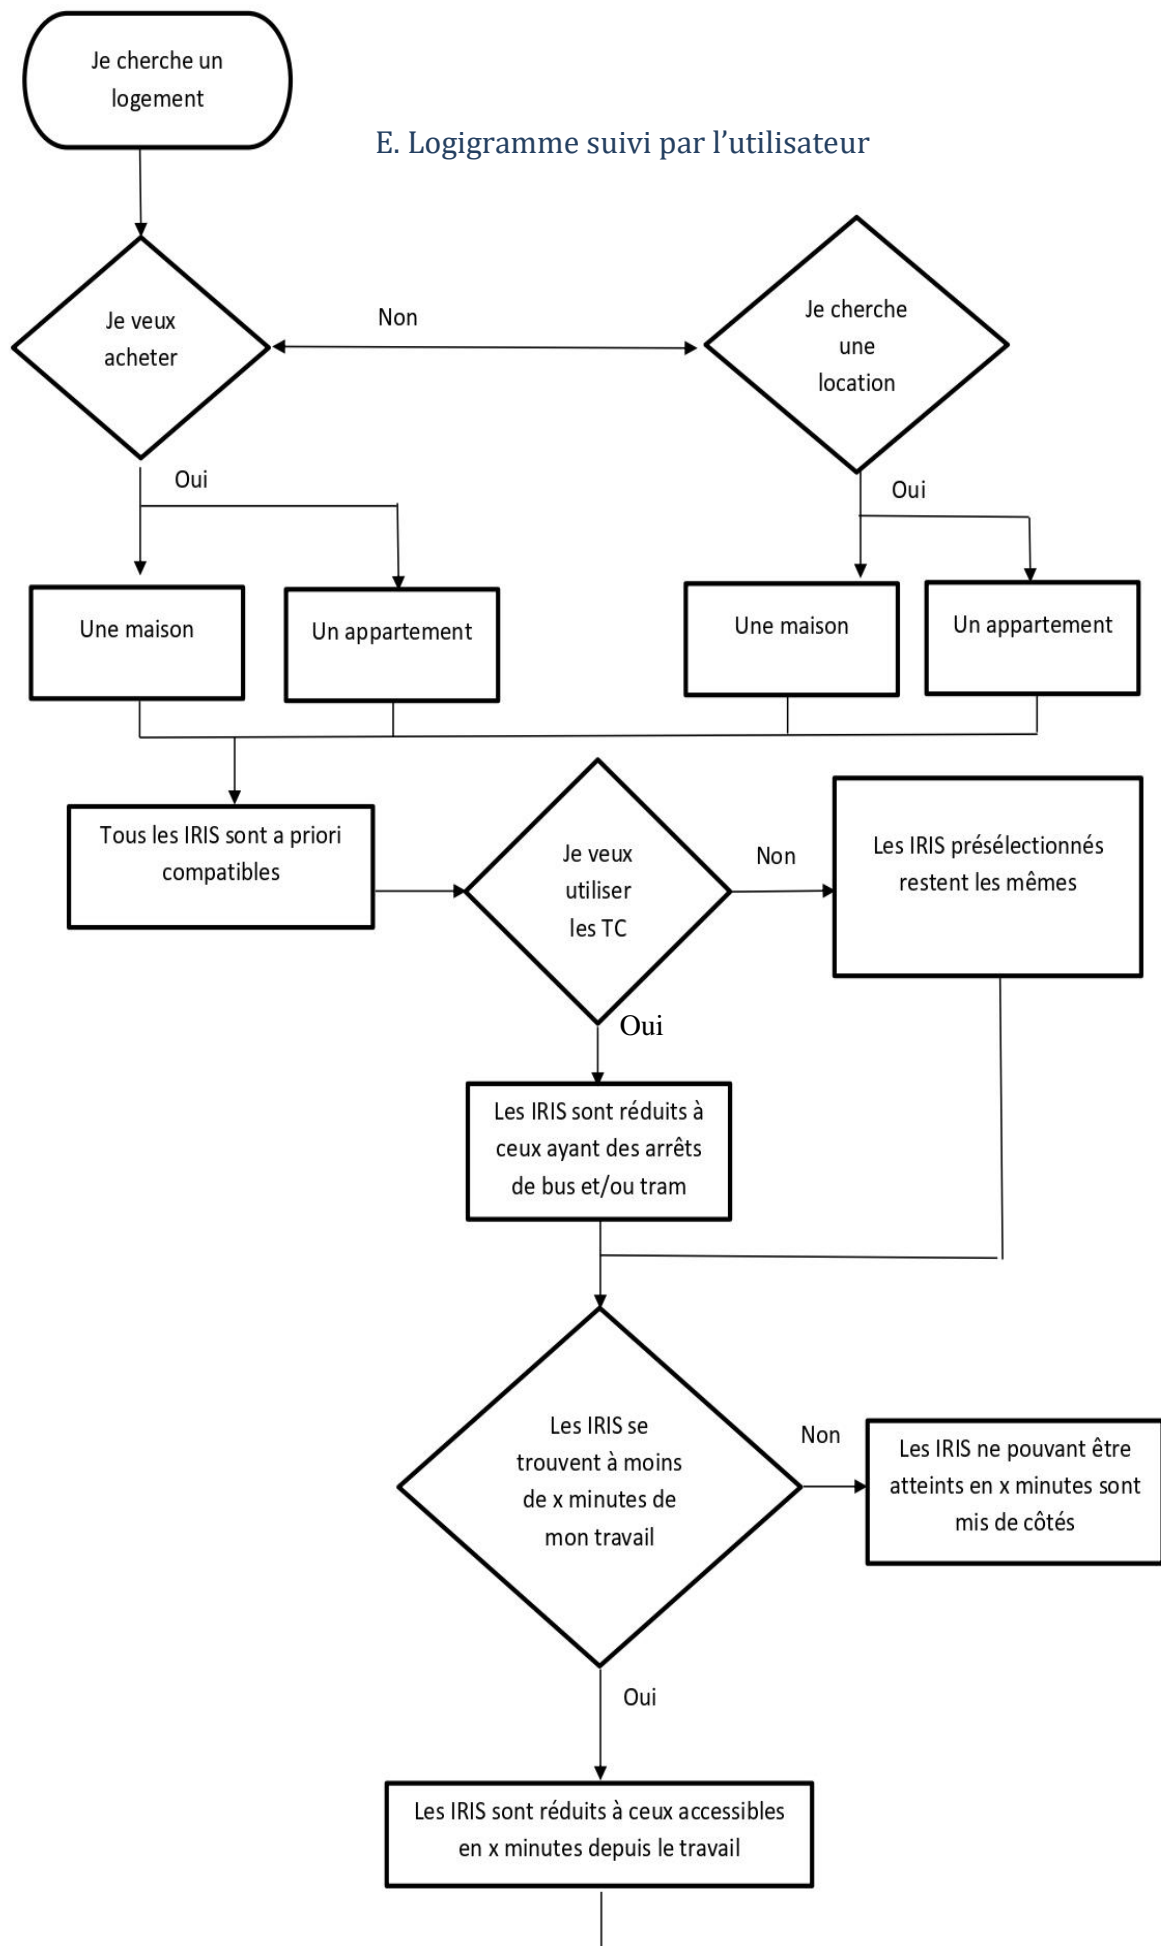 Je cherche un
logement
E. Logigramme suivi par l’utilisateur
Je veux
acheter
Non
Je cherche
une
location
Oui
Oui
Une maison
Un appartement
Une maison
Un appartement
Tous les IRIS sont a priori
compatibles
Je veux
utiliser
les TC
Non
Les IRIS présélectionnés
restent les mêmes
Oui
Les IRIS sont réduits à
ceux ayant des arrêts
de bus et/ou tram
Les IRIS se
trouvent à moins
de x minutes de
mon travail
Non
Les IRIS ne pouvant être
atteints en x minutes sont
mis de côtés
Oui
Les IRIS sont réduits à ceux accessibles
en x minutes depuis le travail